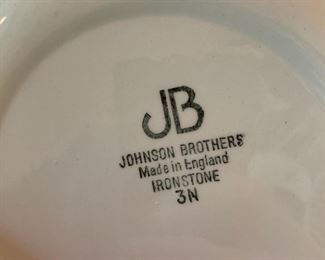 JB
JOHNSON BROTHERS
Made in England
IRONSTONE
3N